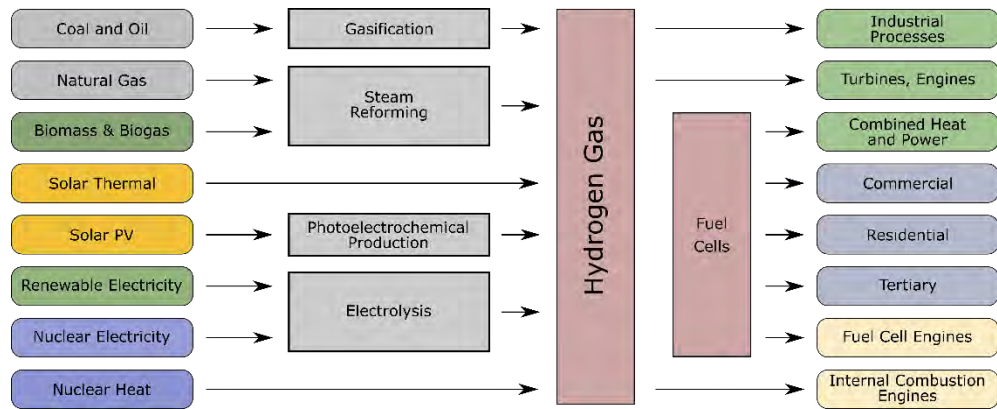 Coal and Oil
Natural Gas
Biomass & Biogas
Solar Thermal
Solar PV
Renewable Electricity
Nuclear Electricity
Nuclear Heat
Gasification
Steam
Reforming
Photoelectrochemical
Production
Electrolysis
Hydrogen Gas
Fuel
Cells
Industrial
Processes
Turbines, Engines
Combined Heat
and Power
Commercial
Residential
Tertiary
Fuel Cell Engines
Internal Combustion
Engines